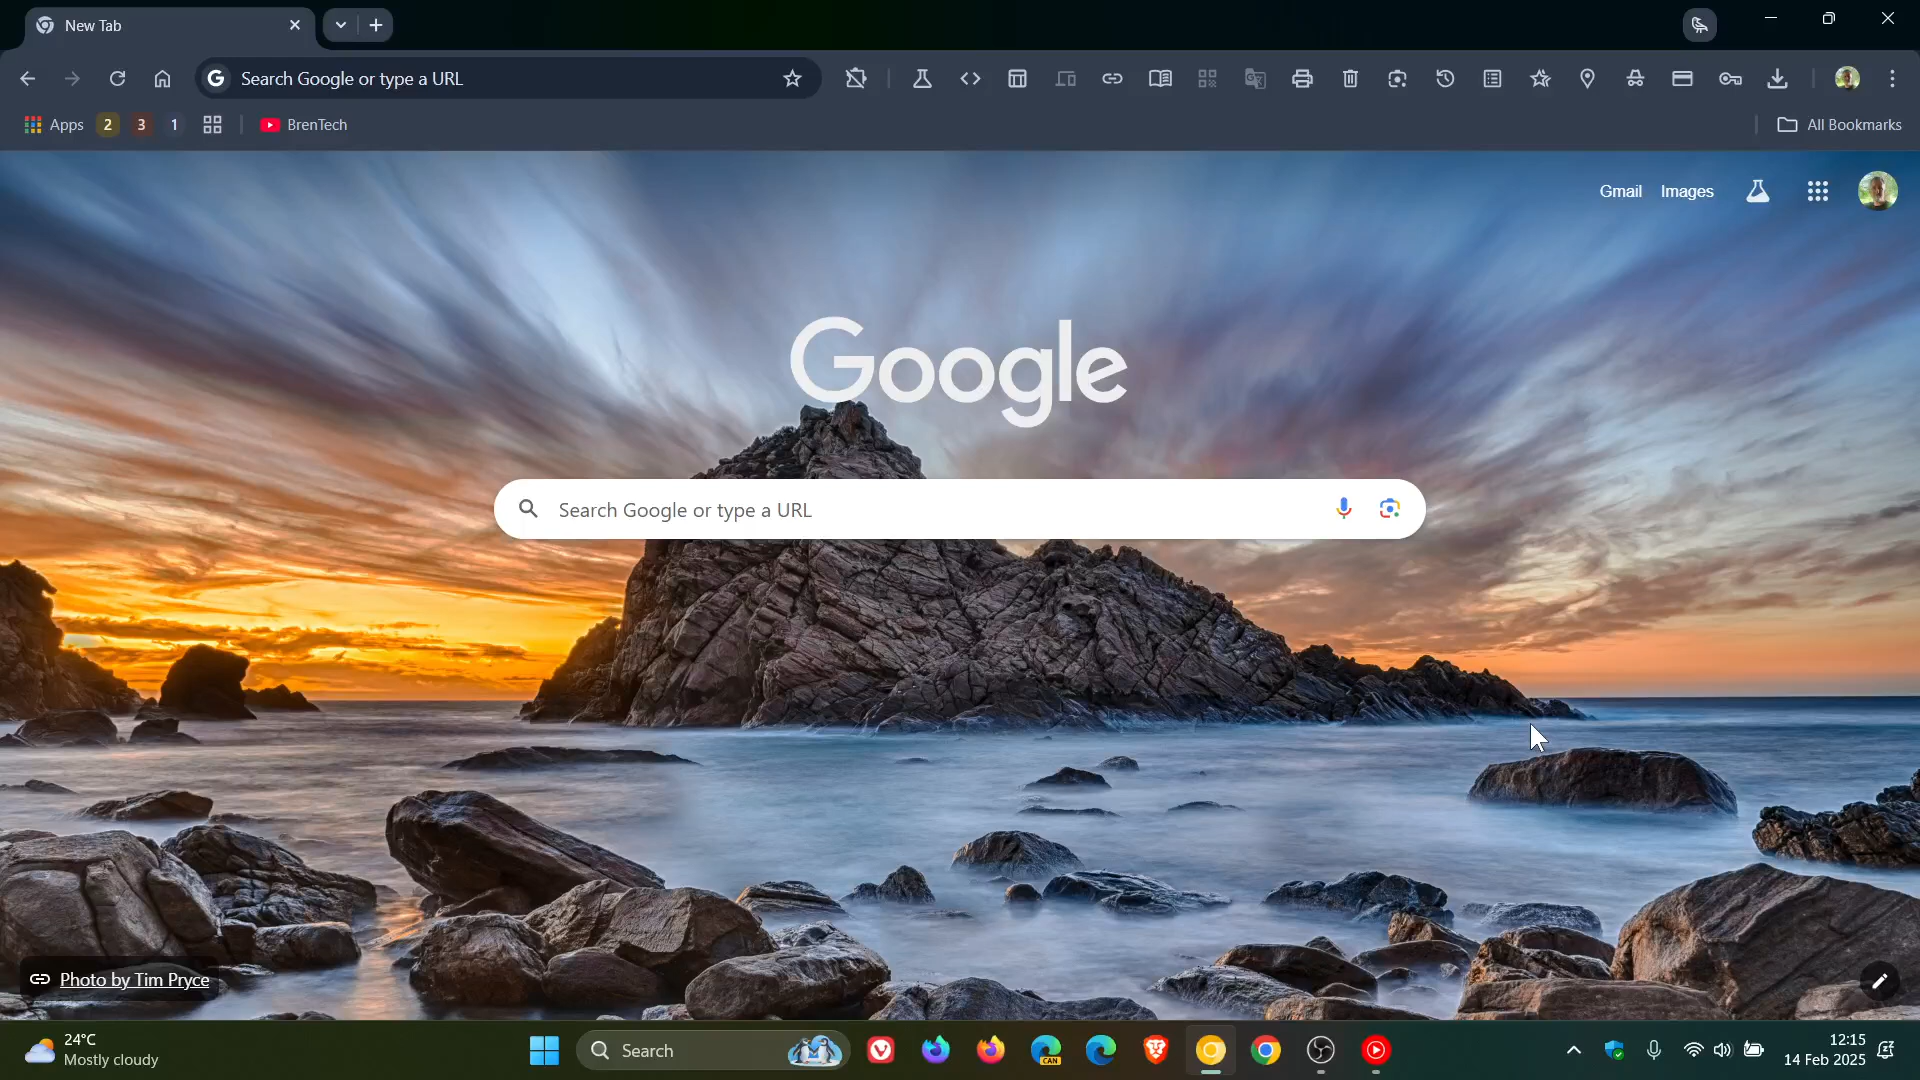 New Tab
Search Google or type a URL
Apps 2 3 1 BrenTech All Bookmarks
Gmail Images
Google
Search Google or type a URL
Photo by Tim Pryce
24°C
Mostly cloudy
Search
CAN
12:15
14 Feb 2025